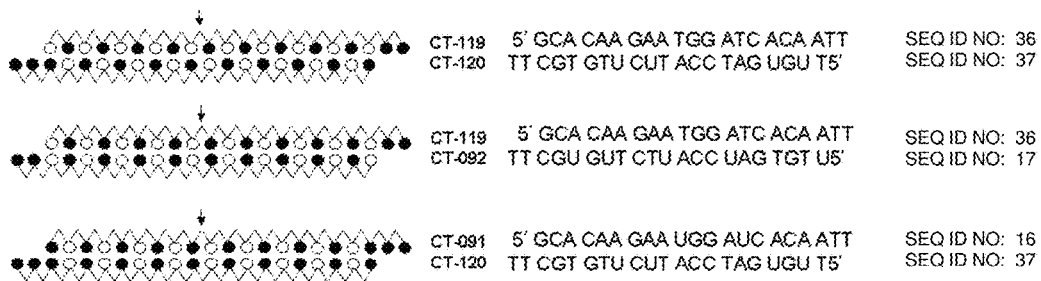 CT-119 5' GCA CAA GAA TGG ATC ACA ATT SEQ ID NO: 36
CT-120 TT CGT GTU CUT ACC TAG UGU T5' SEQ ID NO: 37
CT-119 5' GCA CAA GAA TGG ATC ACA ATT SEQ ID NO: 36
CT-092 TT CGU GUT CTU ACC UAG TGT U5' SEQ ID NO: 17
CT-091 5' GCA CAA GAA UGG AUC ACA ATT SEQ ID NO: 16
CT-120 TT CGT GTU CUT ACC TAG UGU T5' SEQ ID NO: 37